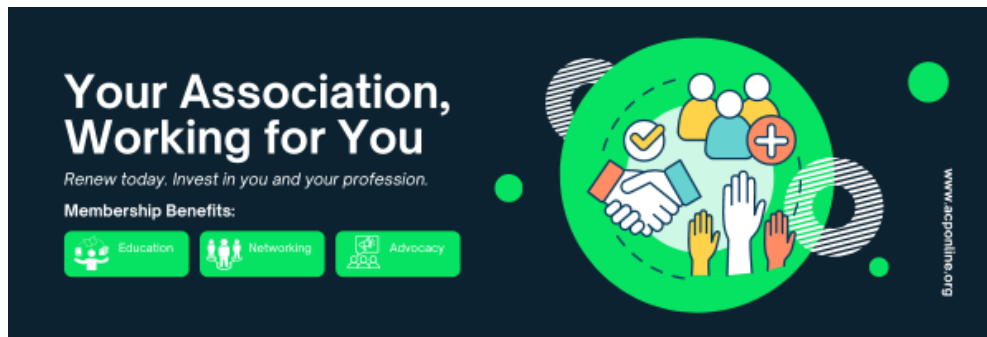 Your Association,
Working for You
Renew today. Invest in you and your profession.
Membership Benefits:
Education
Networking
Advocacy
www.acponline.org